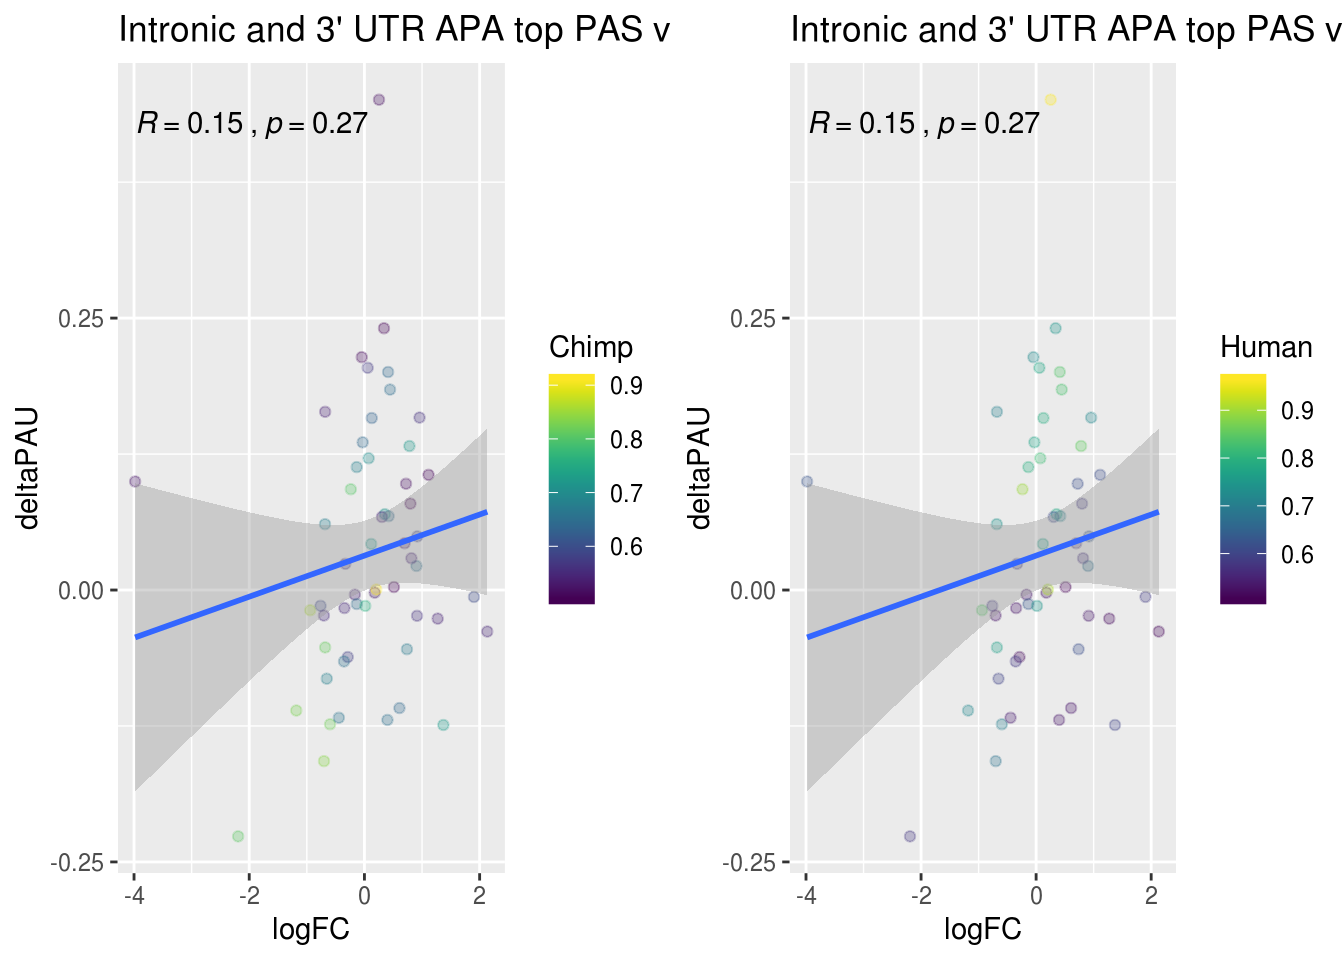 Intronic and 3' UTR APA top PAS v
R = 0.15 , p = 0.27
deltaPAU
0.25
0.00
-0.25
-4 -2 0 2
logFC
Chimp
0.9
0.8
0.7
0.6
Intronic and 3' UTR APA top PAS v
R = 0.15 , p = 0.27
deltaPAU
0.25
0.00
-0.25
-4 -2 0 2
logFC
Human
0.9
0.8
0.7
0.6